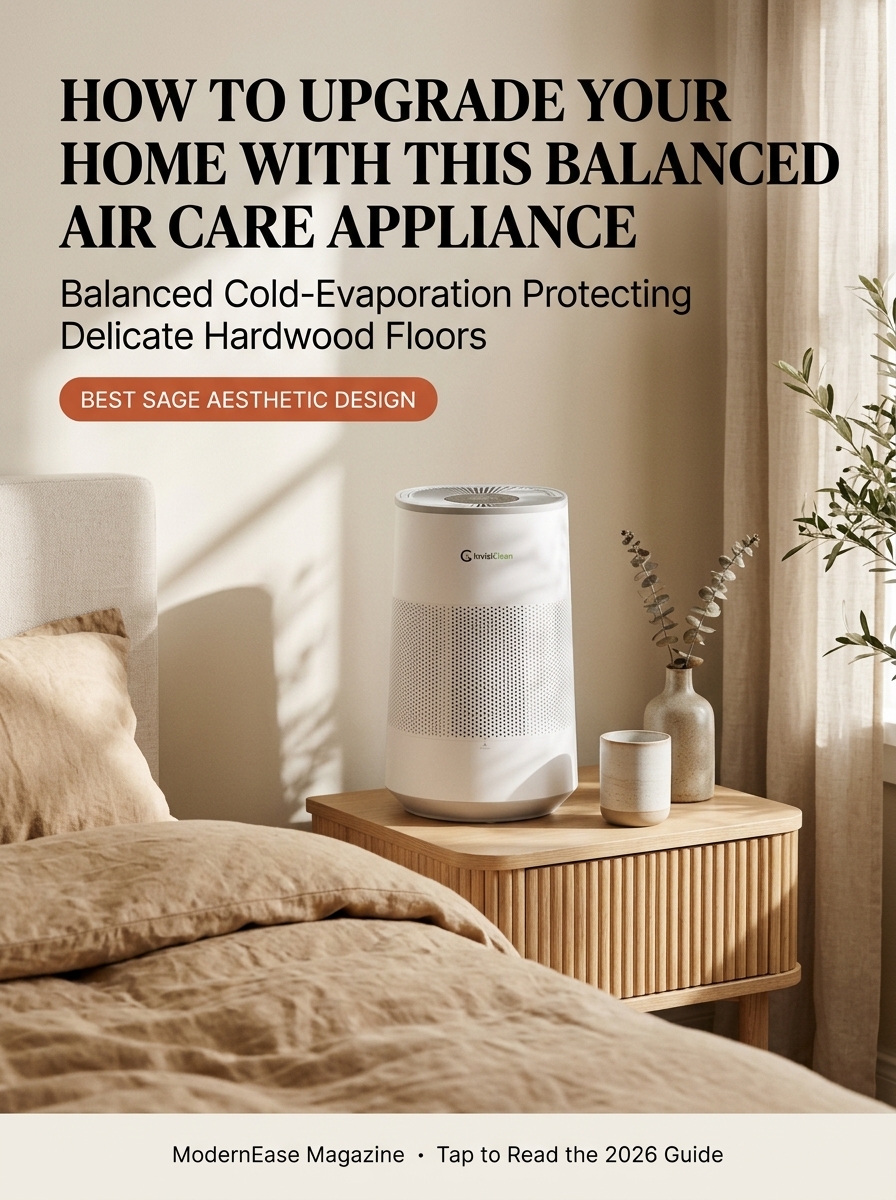 HOW TO UPGRADE YOUR
HOME WITH THIS BALANCED
AIR CARE APPLIANCE
Balanced Cold-Evaporation Protecting
Delicate Hardwood Floors
BEST SAGE AESTHETIC DESIGN
InvisiClean
ModernEase Magazine • Tap to Read the 2026 Guide